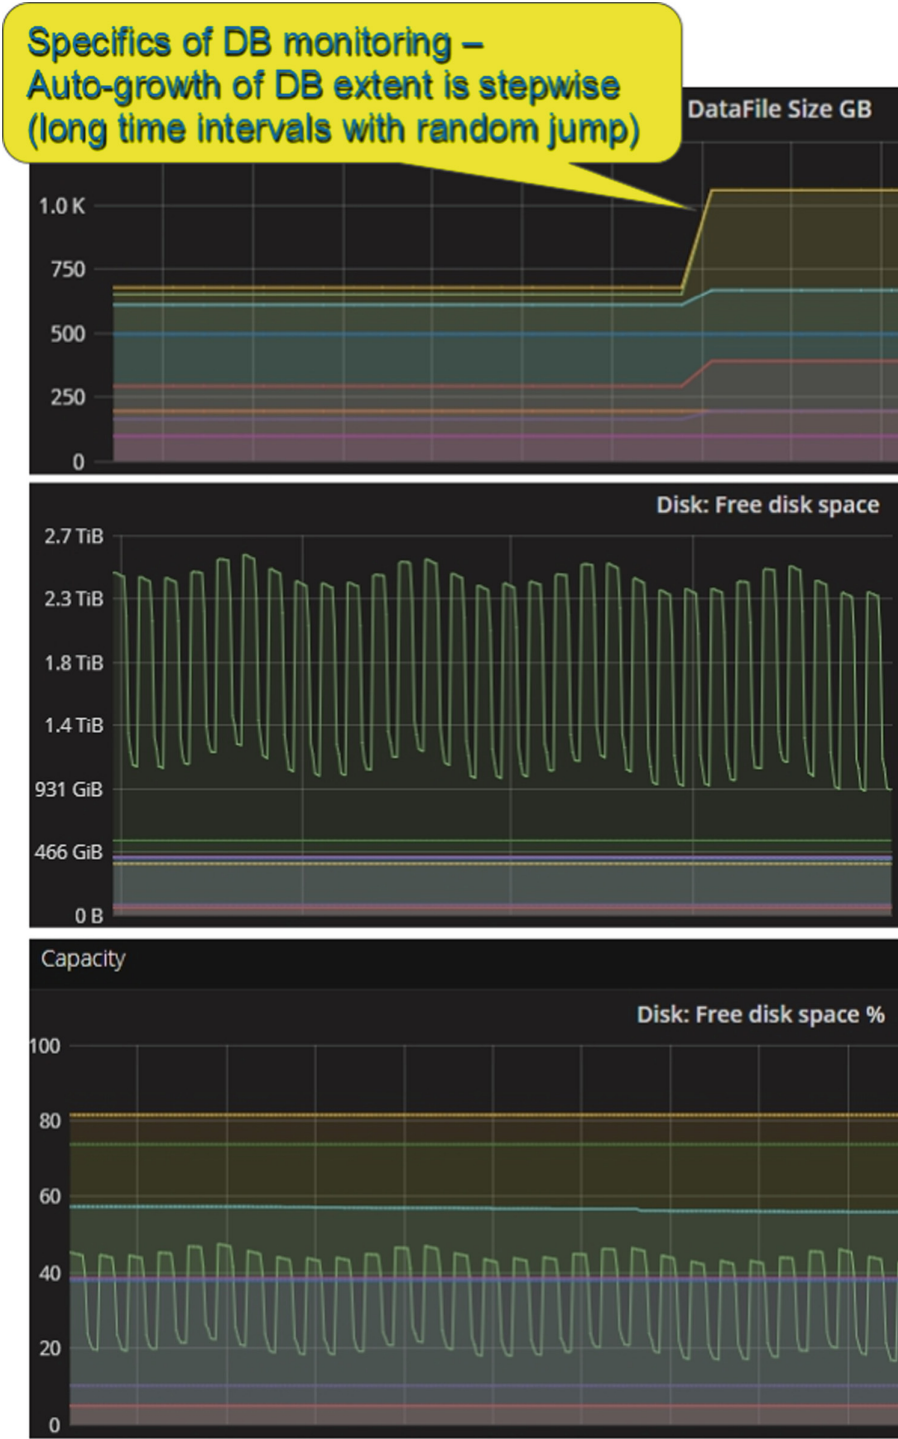 Specifics of DB monitoring –
Auto-growth of DB extent is stepwise
(long time intervals with random jump)
DataFile Size GB
1.0 K
750
500
250
0
Disk: Free disk space
2.7 TiB
2.3 TiB
1.8 TiB
1.4 TiB
931 GiB
466 GiB
0 B
Capacity
Disk: Free disk space %
100
80
60
40
20
0